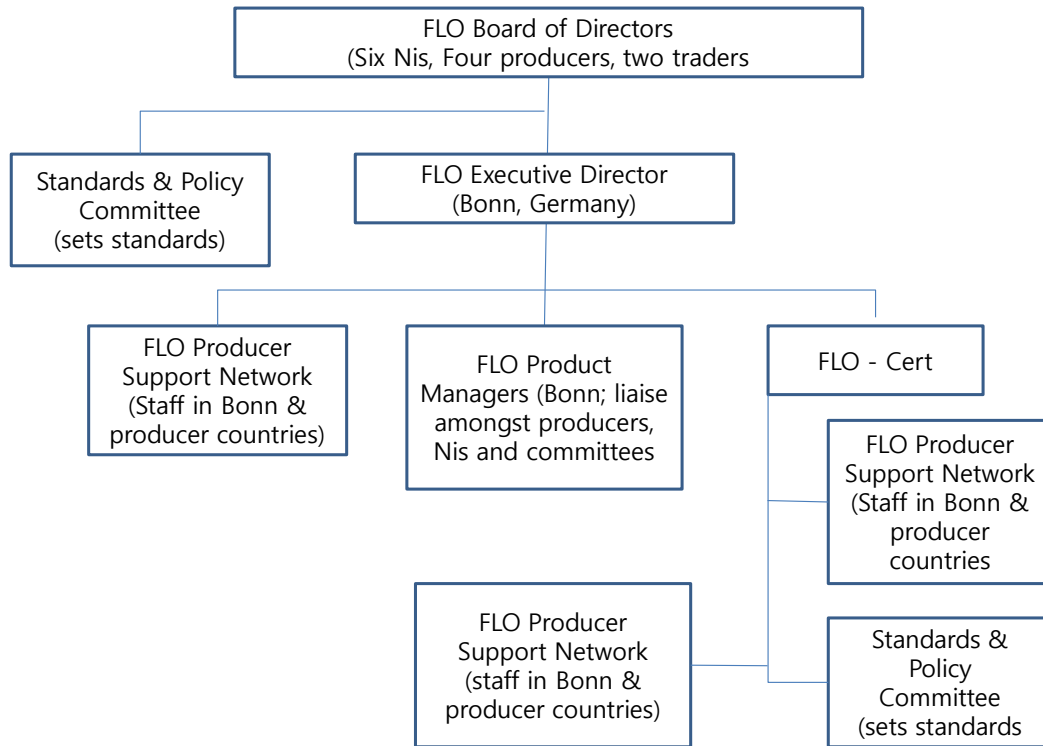 FLO Board of Directors
(Six Nis, Four producers, two traders
Standards & Policy
Committee
(sets standards)
FLO Executive Director
(Bonn, Germany)
FLO Producer
Support Network
(Staff in Bonn &
producer countries)
FLO Product
Managers (Bonn; liaise
amongst producers,
Nis and committees
FLO - Cert
FLO Producer
Support Network
(Staff in Bonn &
producer
countries
FLO Producer
Support Network
(staff in Bonn &
producer countries)
Standards &
Policy
Committee
(sets standards